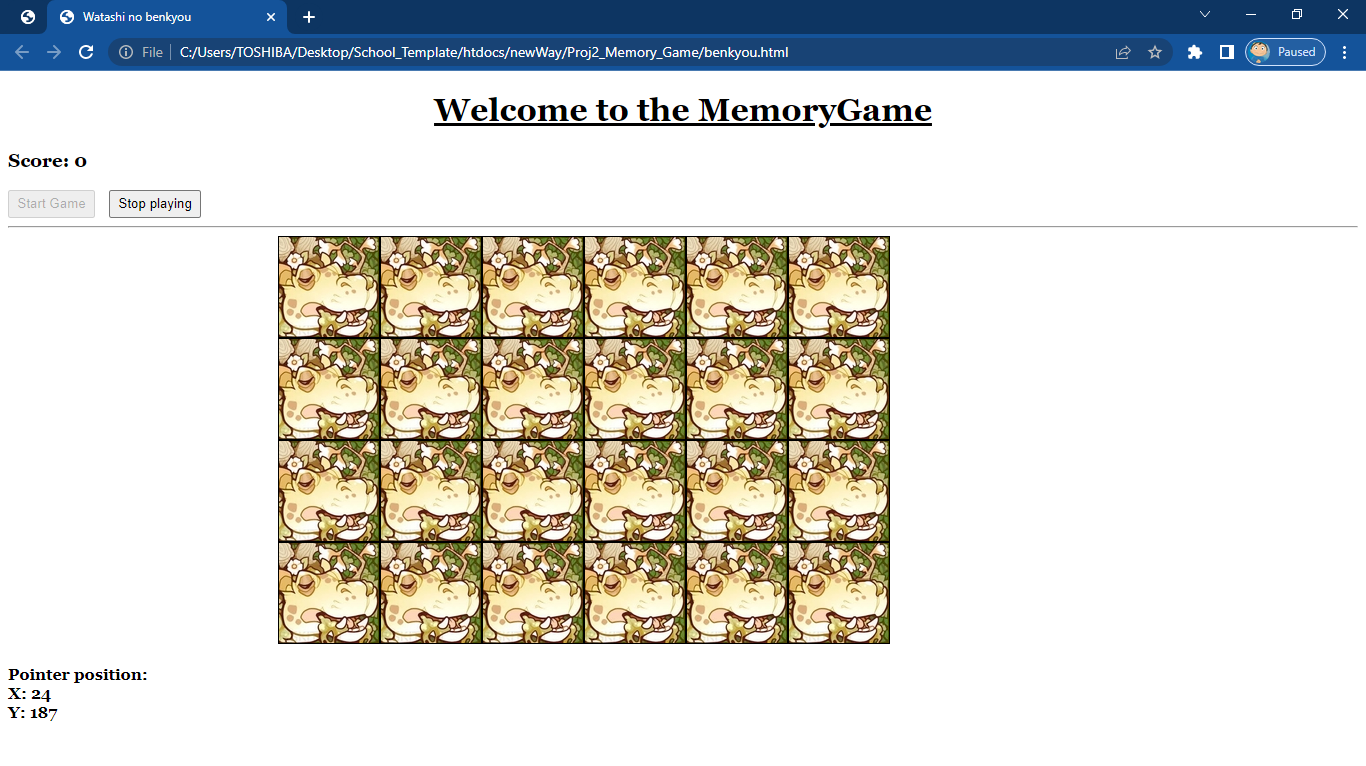 Watashi no benkyou
File C:/Users/TOSHIBA/Desktop/School_Template/htdocs/newWay/Proj2_Memory_Game/benkyou.html
Paused
Welcome to the MemoryGame
Score: 0
Start Game Stop playing
Pointer position:
X: 24
Y: 187